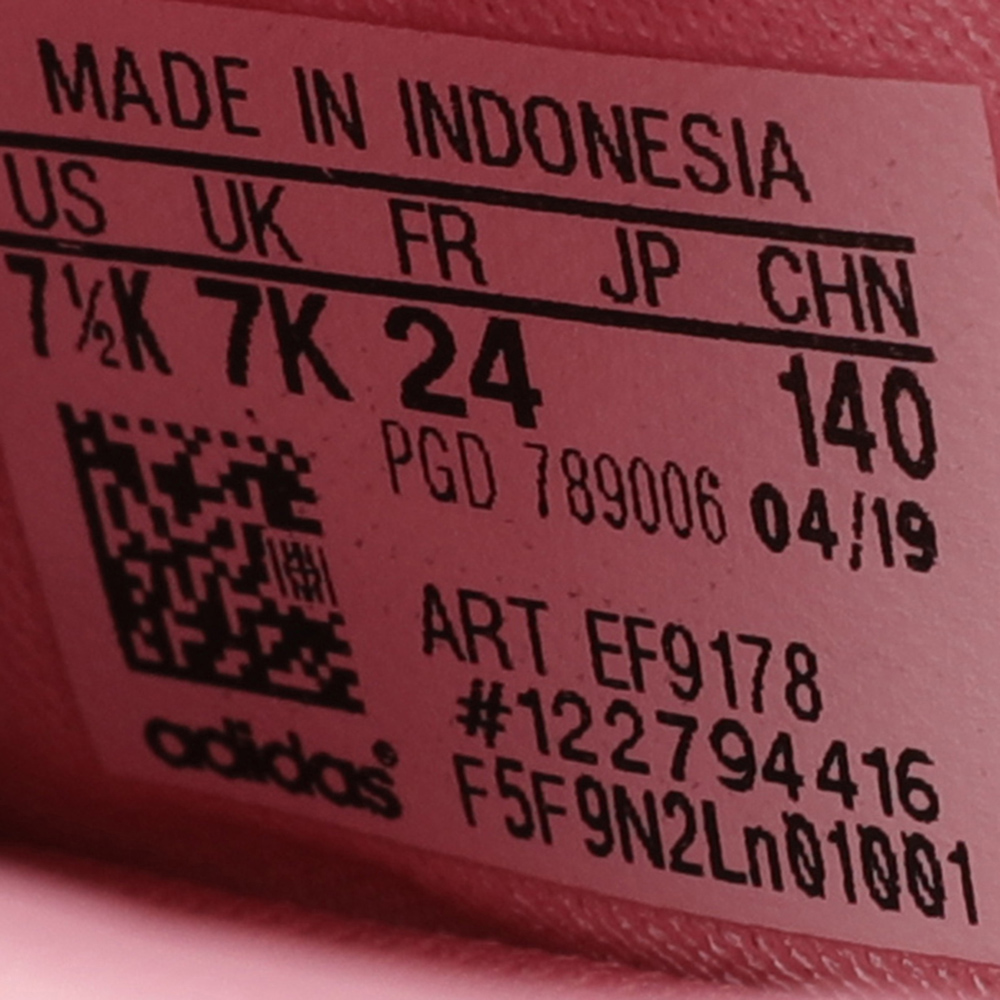 MADE IN INDONESIA
US UK FR JP CHN
7½K 7K 24 140
PGD 789006 04/19
ART EF9178
#122794416
adidas®
F5F9N2Ln01001